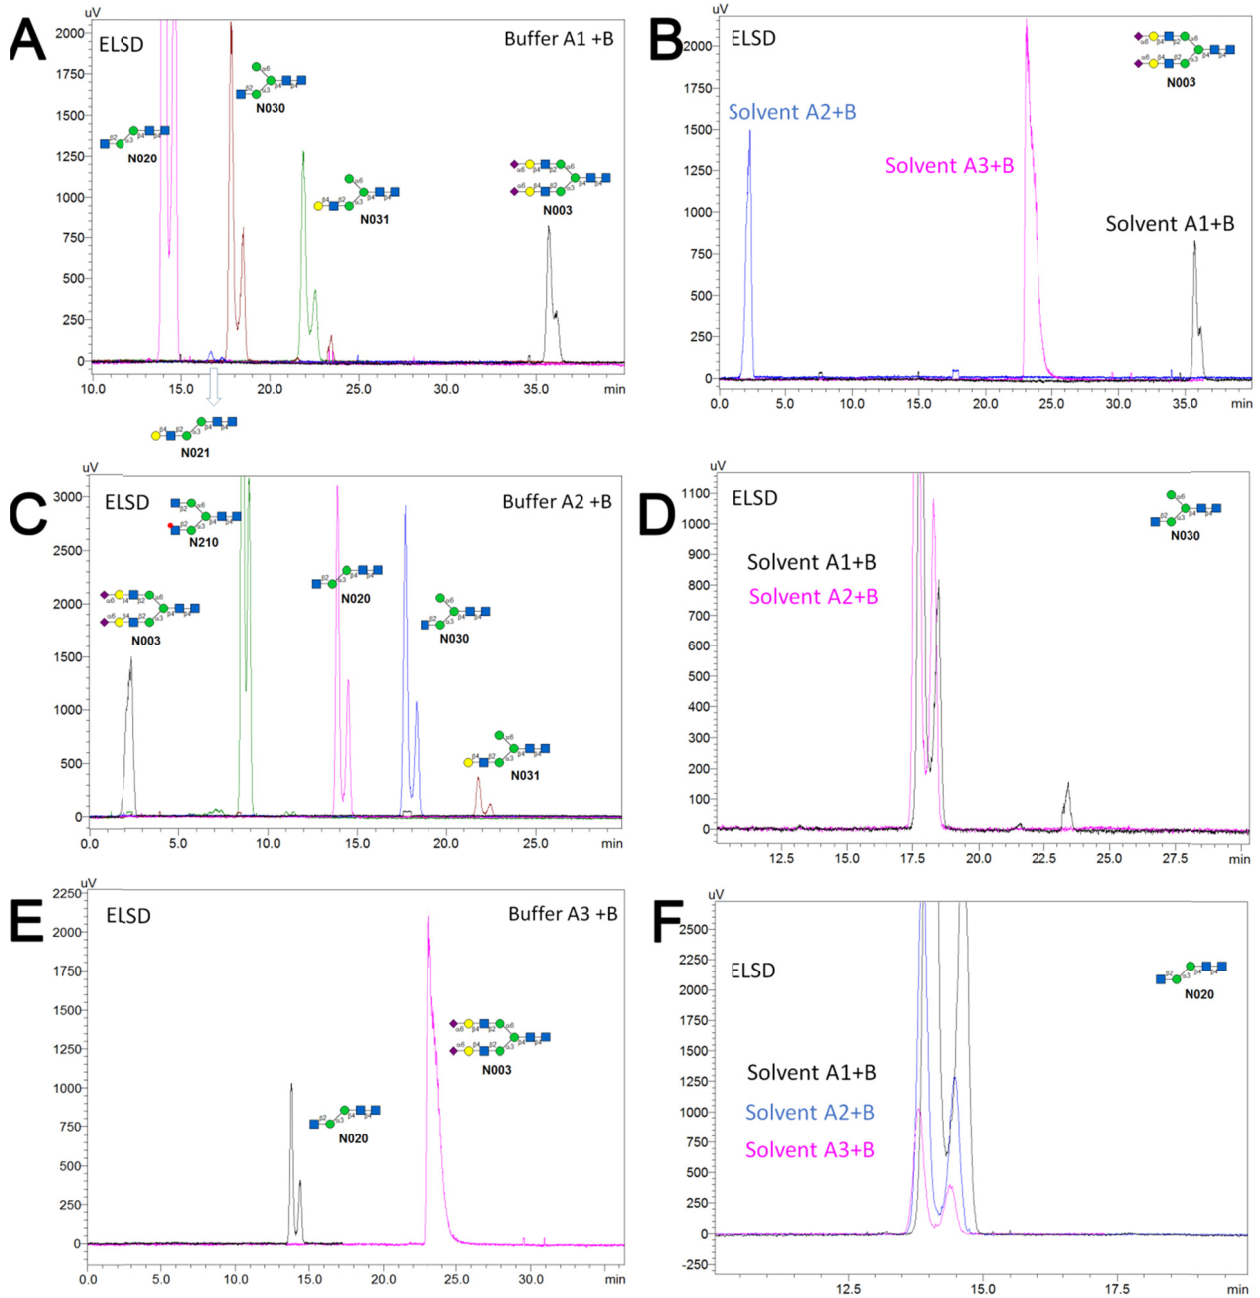 A
uV
ELSD
Buffer A1 +B
2000
1750
1500
1250
1000
750
500
250
0
N020
N030
N031
N003
10.0 15.0 20.0 25.0 30.0 35.0 min
N021
B
uV
ELSD
2000
1750
1500
1250
1000
750
500
250
0
N003
Solvent A2+B
Solvent A3+B
Solvent A1+B
0.0 5.0 10.0 15.0 20.0 25.0 30.0 35.0 min
C
uV
ELSD
Buffer A2 +B
3000
2500
2000
1500
1000
500
0
N210
N003
N020
N030
N031
0.0 5.0 10.0 15.0 20.0 25.0 min
D
uV
ELSD
1100
1000
900
800
700
600
500
400
300
200
100
0
N030
Solvent A1+B
Solvent A2+B
12.5 15.0 17.5 20.0 22.5 25.0 27.5 min
E
uV
ELSD
Buffer A3 +B
2250
2000
1750
1500
1250
1000
750
500
250
0
N020
N003
0.0 5.0 10.0 15.0 20.0 25.0 30.0 min
F
uV
ELSD
2500
2250
2000
1750
1500
1250
1000
750
500
250
0
-250
N020
Solvent A1+B
Solvent A2+B
Solvent A3+B
12.5 15.0 17.5 min